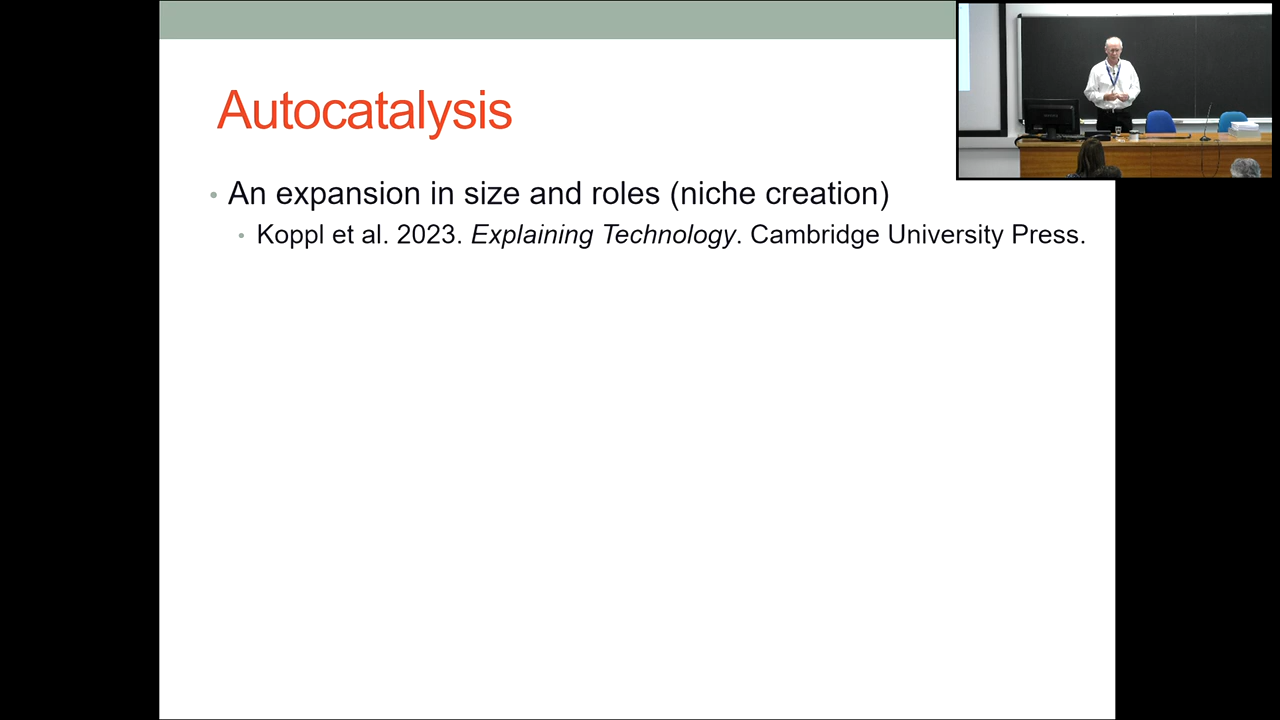 Autocatalysis
• An expansion in size and roles (niche creation)
• Koppl et al. 2023. Explaining Technology. Cambridge University Press.